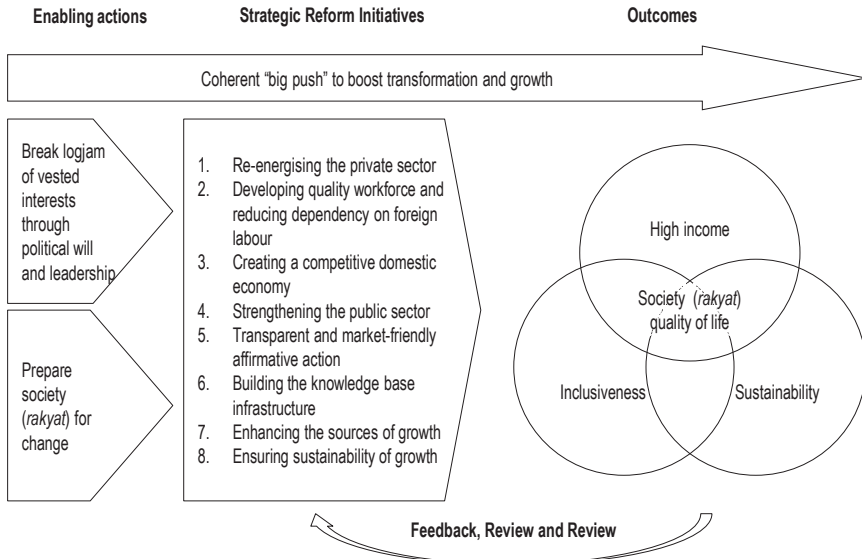 Enabling actions
Strategic Reform Initiatives
Outcomes
Coherent “big push” to boost transformation and growth
Break logjam
of vested
interests
through
political will
and leadership
Prepare
society
(rakyat) for
change
1. Re-energising the private sector
2. Developing quality workforce and
reducing dependency on foreign
labour
3. Creating a competitive domestic
economy
4. Strengthening the public sector
5. Transparent and market-friendly
affirmative action
6. Building the knowledge base
infrastructure
7. Enhancing the sources of growth
8. Ensuring sustainability of growth
High income
Society (rakyat)
quality of life
Inclusiveness
Sustainability
Feedback, Review and Review